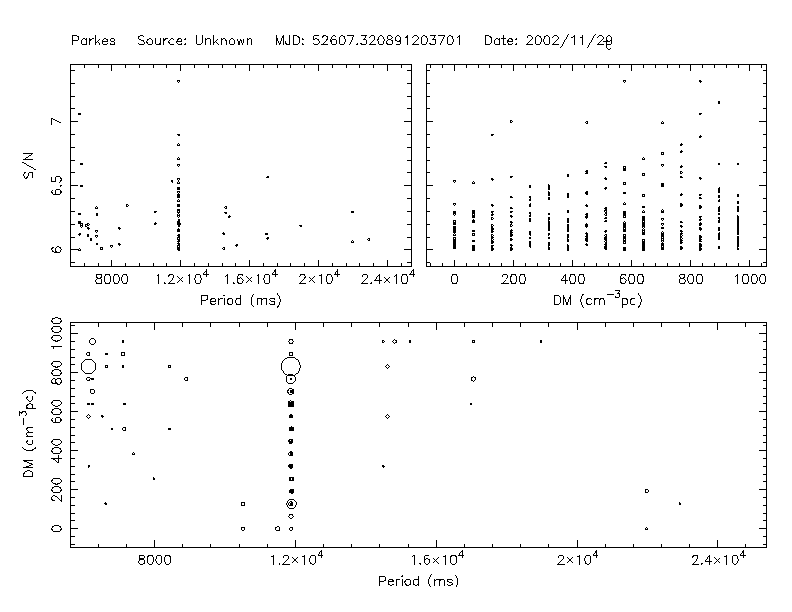 Parkes Source: Unknown MJD: 52607.320891203701 Date: 2002/11/29
S/N
7
6.5
6
8000 1.2×10⁴ 1.6×10⁴ 2×10⁴ 2.4×10⁴
Period (ms)
0 200 400 600 800 1000
DM (cm⁻³pc)
DM (cm⁻³pc)
0 200 400 600 800 1000
8000 1.2×10⁴ 1.6×10⁴ 2×10⁴ 2.4×10⁴
Period (ms)